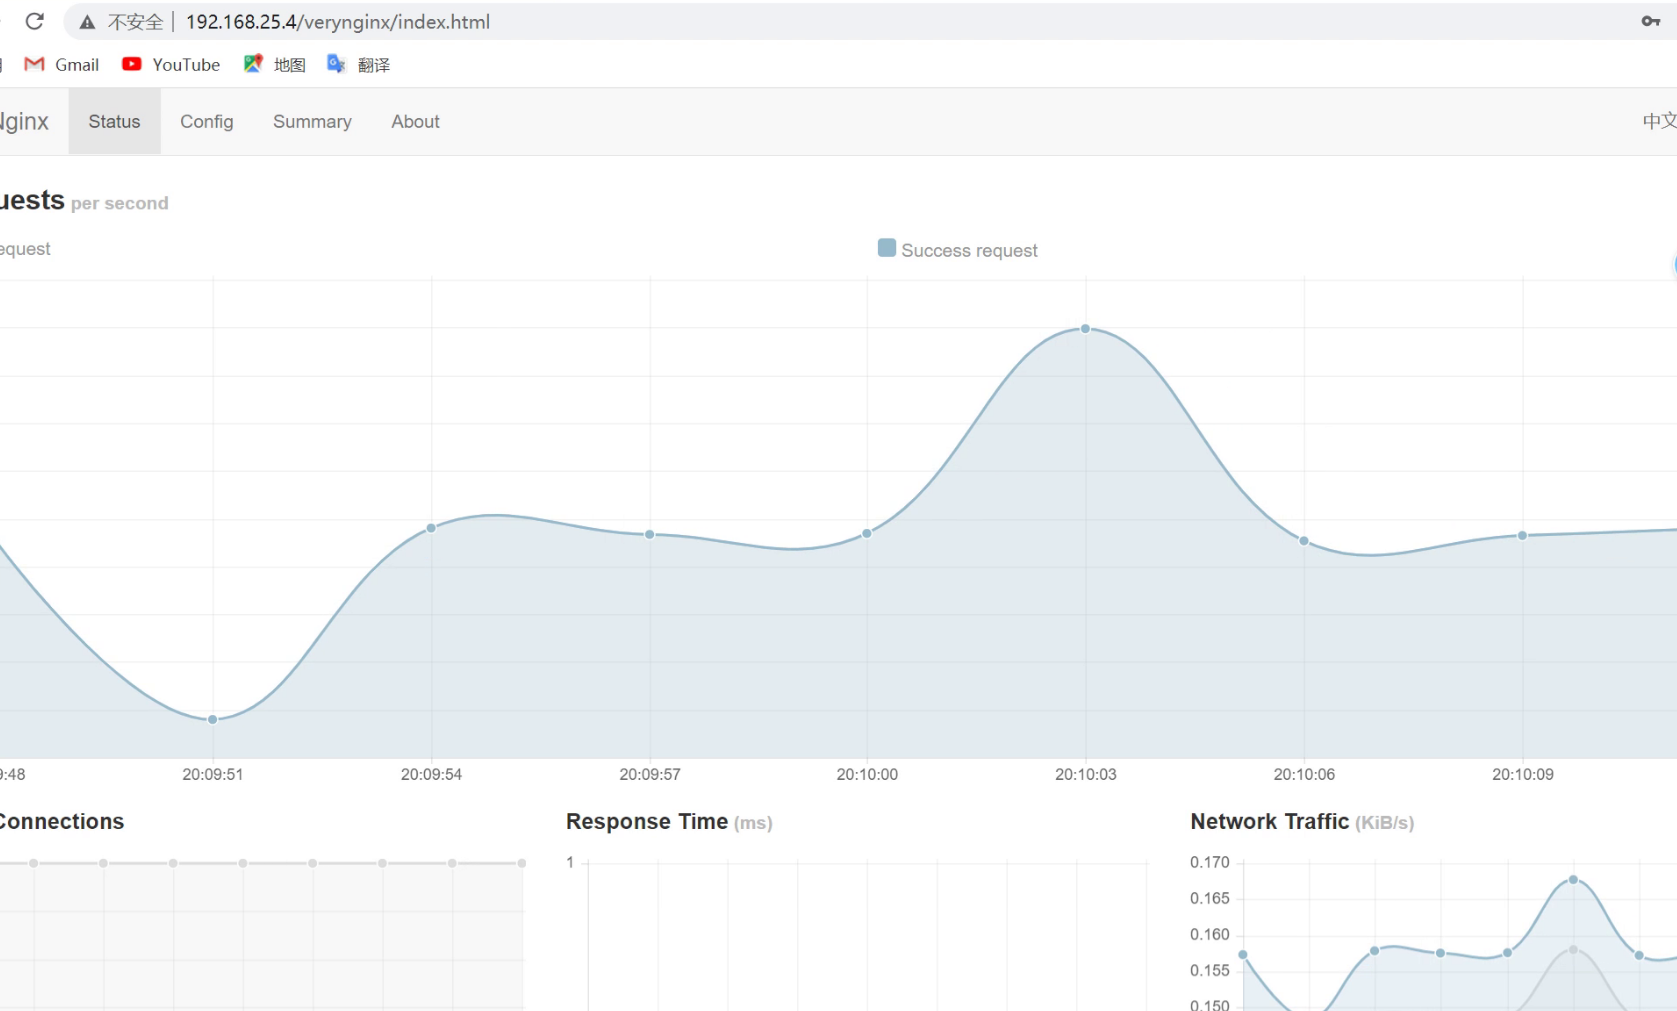 不安全 192.168.25.4/verynginx/index.html
Gmail YouTube 地图 翻译
Nginx Status Config Summary About 中文
uests per second
equest Success request
9:48 20:09:51 20:09:54 20:09:57 20:10:00 20:10:03 20:10:06 20:10:09
Connections Response Time (ms) Network Traffic (KiB/s)
1 0.170
0.165
0.160
0.155
0.150